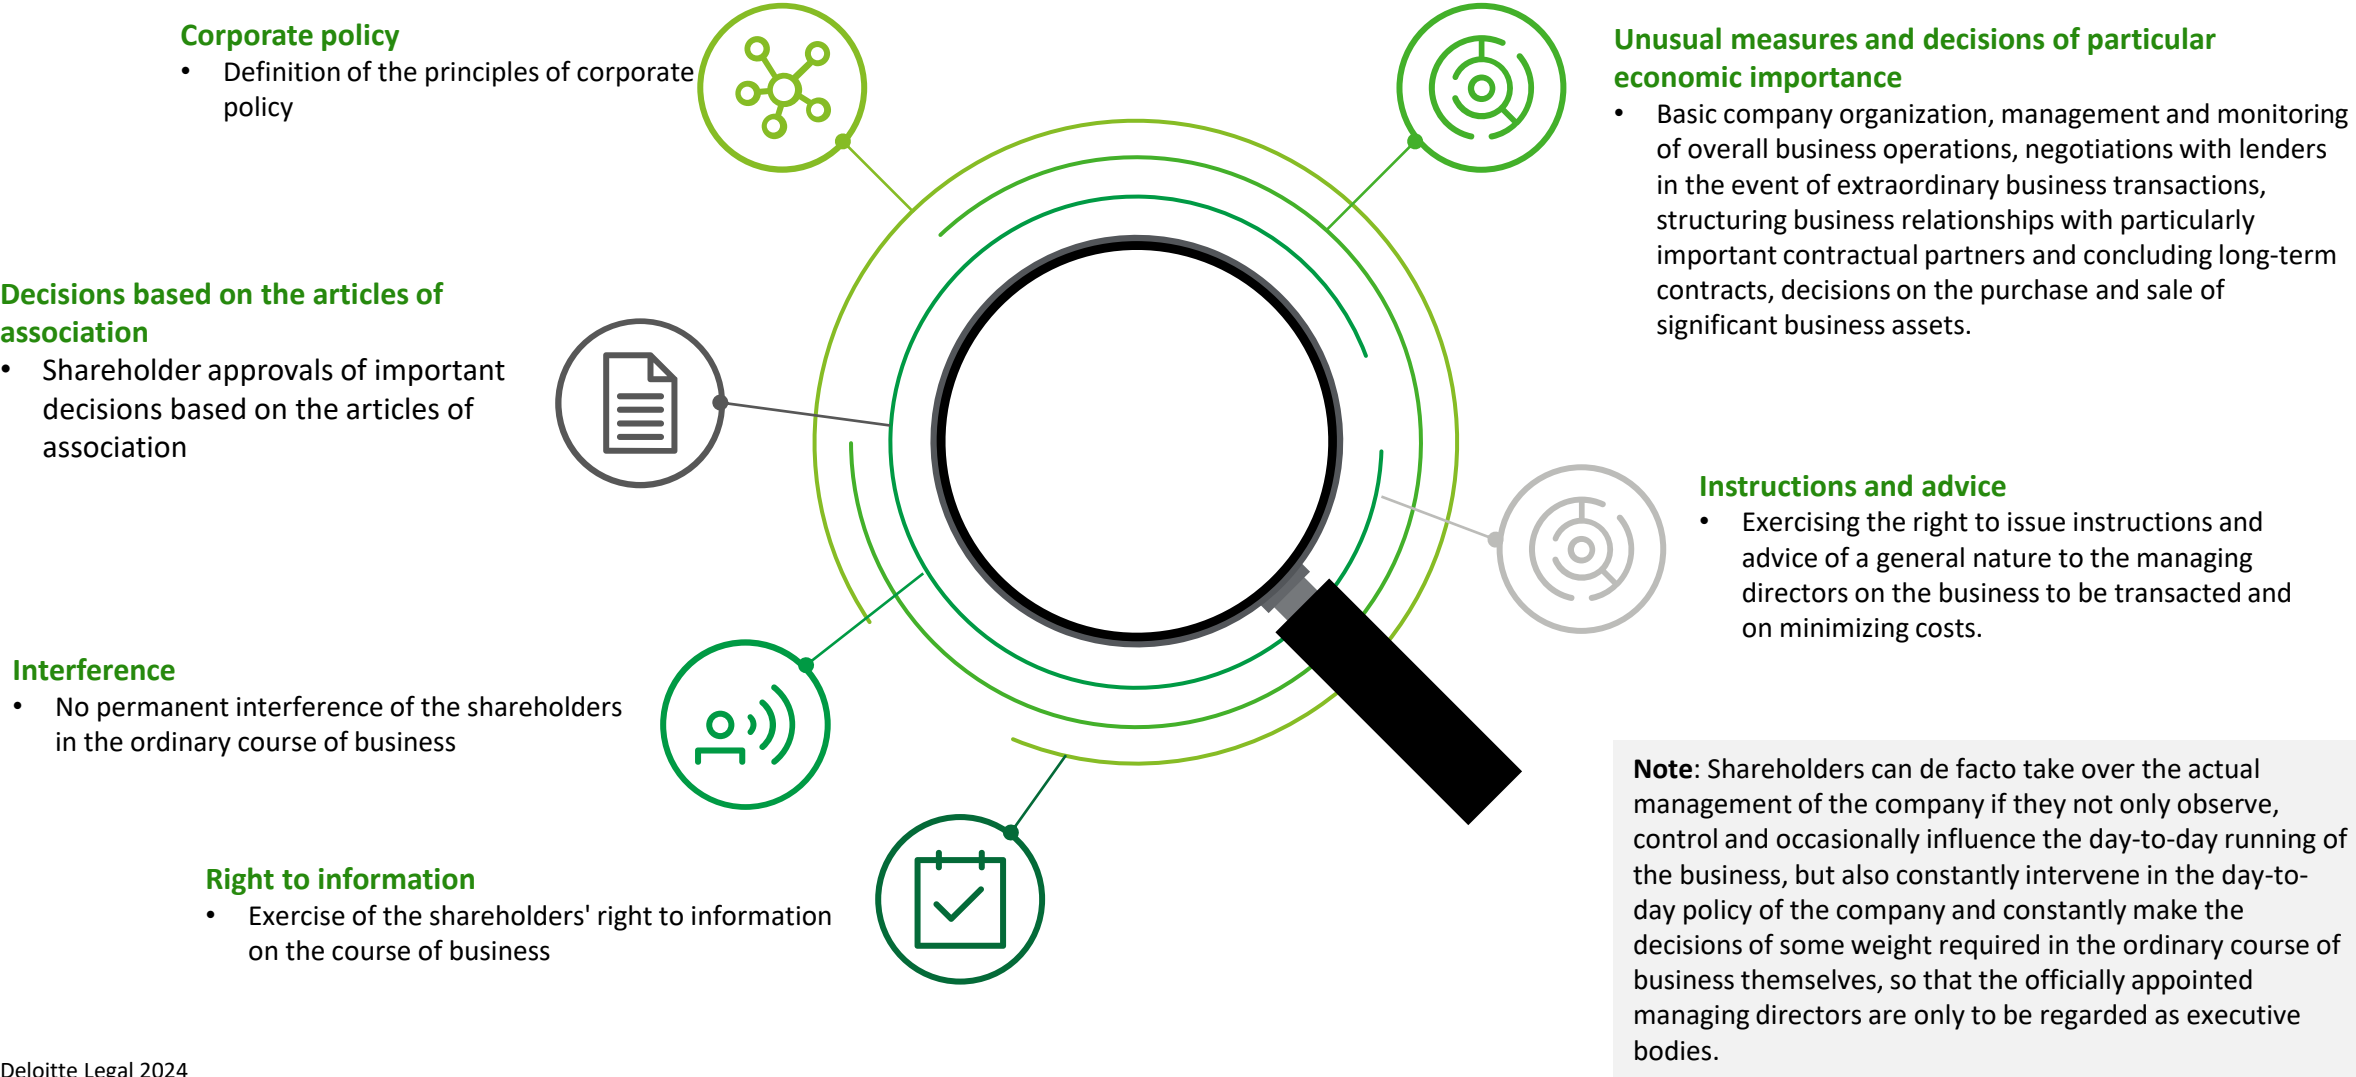 Corporate policy
• Definition of the principles of corporate
policy
Decisions based on the articles of
association
• Shareholder approvals of important
decisions based on the articles of
association
Interference
• No permanent interference of the shareholders
in the ordinary course of business
Right to information
• Exercise of the shareholders' right to information
on the course of business
Unusual measures and decisions of particular
economic importance
• Basic company organization, management and monitoring
of overall business operations, negotiations with lenders
in the event of extraordinary business transactions,
structuring business relationships with particularly
important contractual partners and concluding long-term
contracts, decisions on the purchase and sale of
significant business assets.
Instructions and advice
• Exercising the right to issue instructions and
advice of a general nature to the managing
directors on the business to be transacted and
on minimizing costs.
Note: Shareholders can de facto take over the actual
management of the company if they not only observe,
control and occasionally influence the day-to-day running of
the business, but also constantly intervene in the day-to-
day policy of the company and constantly make the
decisions of some weight required in the ordinary course of
business themselves, so that the officially appointed
managing directors are only to be regarded as executive
bodies.
Deloitte Legal 2024